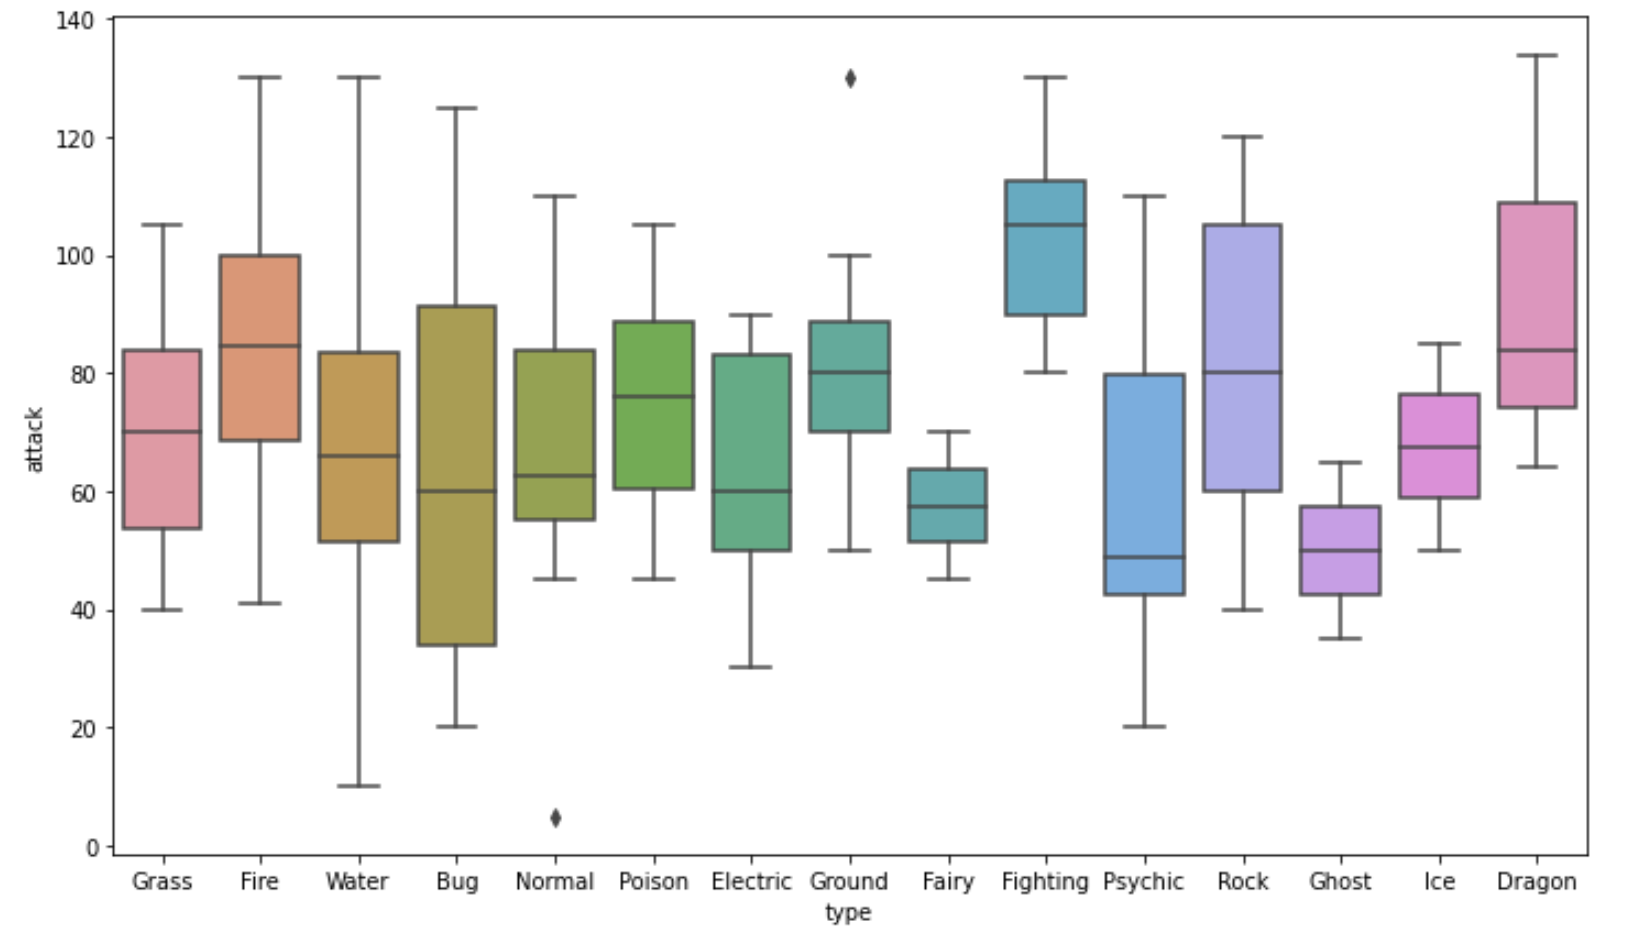 140
120
100
80
60
40
20
0
attack
Grass Fire Water Bug Normal Poison Electric Ground Fairy Fighting Psychic Rock Ghost Ice Dragon
type